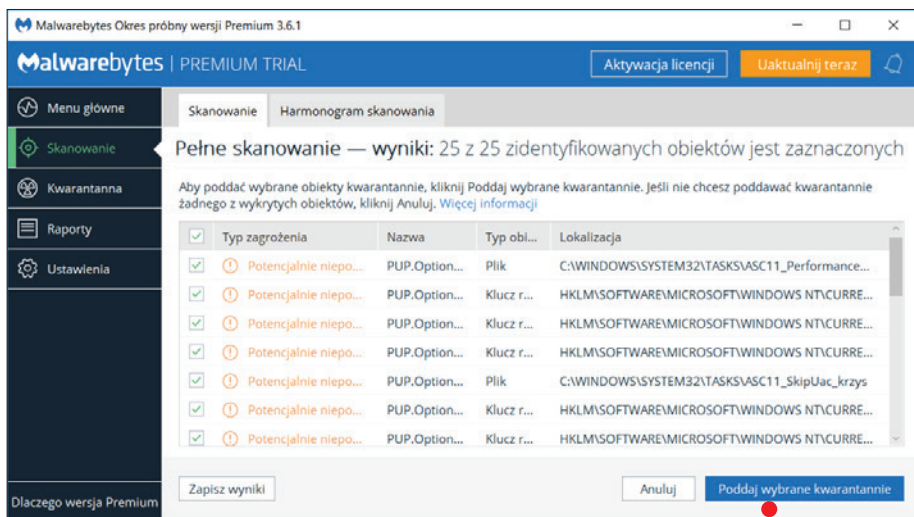 Malwarebytes Okres próbny wersji Premium 3.6.1
Malwarebytes | PREMIUM TRIAL
Aktywacja licencji
Uaktualnij teraz
Menu główne
Skanowanie
Kwarantanna
Raporty
Ustawienia
Dlaczego wersja Premium
Skanowanie Harmonogram skanowania
Pełne skanowanie — wyniki: 25 z 25 zidentyfikowanych obiektów jest zaznaczonych
Aby poddać wybrane obiekty kwarantannie, kliknij Poddaj wybrane kwarantannie. Jeśli nie chcesz poddawać kwarantannie
żadnego z wykrytych obiektów, kliknij Anuluj. Więcej informacji
Typ zagrożenia Nazwa Typ obi... Lokalizacja
Potencjalnie niepo... PUP.Option... Plik C:\WINDOWS\SYSTEM32\TASKS\ASC11_Performance...
Potencjalnie niepo... PUP.Option... Klucz r... HKLM\SOFTWARE\MICROSOFT\WINDOWS NT\CURRE...
Potencjalnie niepo... PUP.Option... Klucz r... HKLM\SOFTWARE\MICROSOFT\WINDOWS NT\CURRE...
Potencjalnie niepo... PUP.Option... Klucz r... HKLM\SOFTWARE\MICROSOFT\WINDOWS NT\CURRE...
Potencjalnie niepo... PUP.Option... Plik C:\WINDOWS\SYSTEM32\TASKS\ASC11_SkipUac_krzys
Potencjalnie niepo... PUP.Option... Klucz r... HKLM\SOFTWARE\MICROSOFT\WINDOWS NT\CURRE...
Potencjalnie niepo... PUP.Option... Klucz r... HKLM\SOFTWARE\MICROSOFT\WINDOWS NT\CURRE...
Zapisz wyniki
Anuluj
Poddaj wybrane kwarantannie